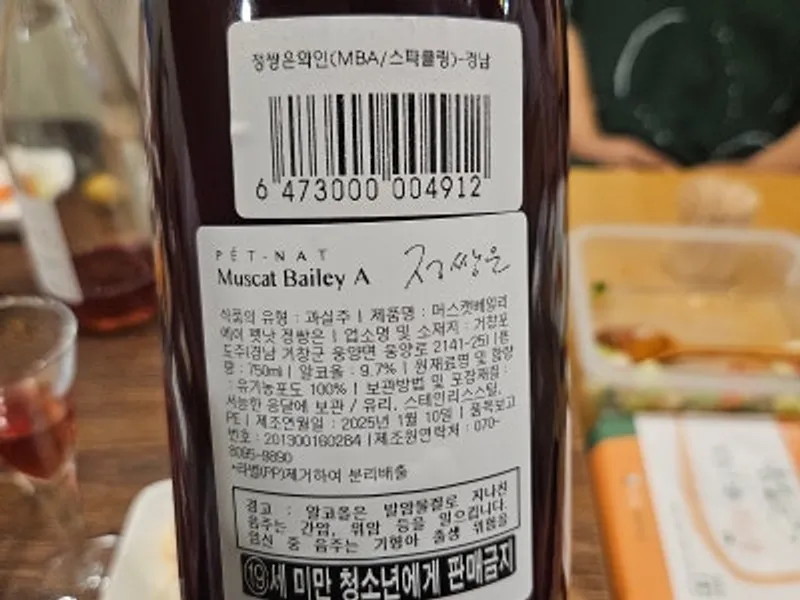 정쌍은와인(MBA/스파클링)-경남
6 473000 004912
PÉT-NAT
Muscat Bailey A 정쌍은
식품의 유형 : 과실주 | 제품명 : 머스캣베일리
에이 펫낫 정쌍은 | 업소명 및 소재지 : 거창포
도주(경남 거창군 웅양면 웅양로 2141-25) | 용
량 : 750ml | 알코올 : 9.7% | 원재료명 및 함량
: 유기농포도 100% | 보관방법 및 포장재질 :
서늘한 응달에 보관 / 유리, 스테인리스스틸,
PE | 제조연월일 : 2025년 1월 10일 | 품목보고
번호 : 201300160284 | 제조원연락처 : 070-
8095-9890
*라벨(PP)제거하여 분리배출
경고 : 알코올은 발암물질로 지나친
음주는 간암, 위암 등을 일으킵니다.
임신 중 음주는 기형아 출생 위험을
19세 미만 청소년에게 판매금지